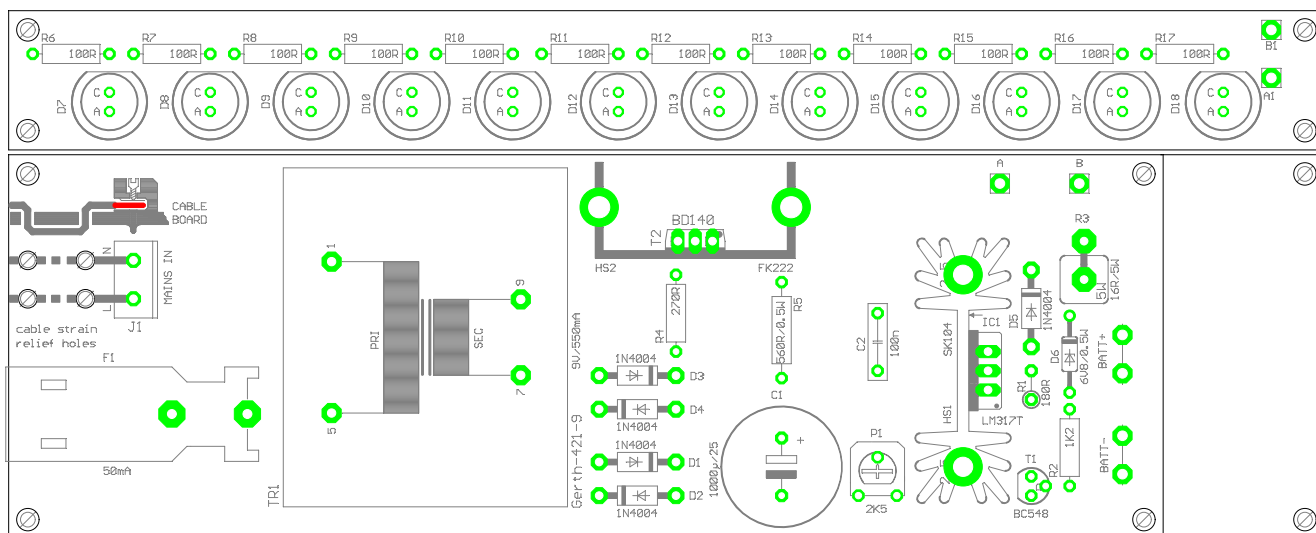 R6 R7 R8 R9 R10 R11 R12 R13 R14 R15 R16 R17
B1
100R 100R 100R 100R 100R 100R 100R 100R 100R 100R 100R 100R
C C C C C C C C C C C C
A A A A A A A A A A A A
D7 D8 D9 D10 D11 D12 D13 D14 D15 D16 D17 D18
A1
CABLE
BOARD
N
L
MAINS IN
J1
cable strain
relief holes
F1
50mA
1
5
PRI
SEC
9
7
TR1
9V/550mA
Gerth-421-9
HS2
T2
BD140
FK222
R4
270R
R5
560R/0.5W
1N4004
D3
D4
1N4004
1N4004
D1
D2
1N4004
C1
+
1000µ/25
C2
100n
P1
2K5
SK104
HS1
IC1
LM317T
A
B
D5
1N4004
R1
180R
R3
5W
16R/5W
D6
6V8/0.5W
BATT+
BATT-
R2
1K2
T1
BC548